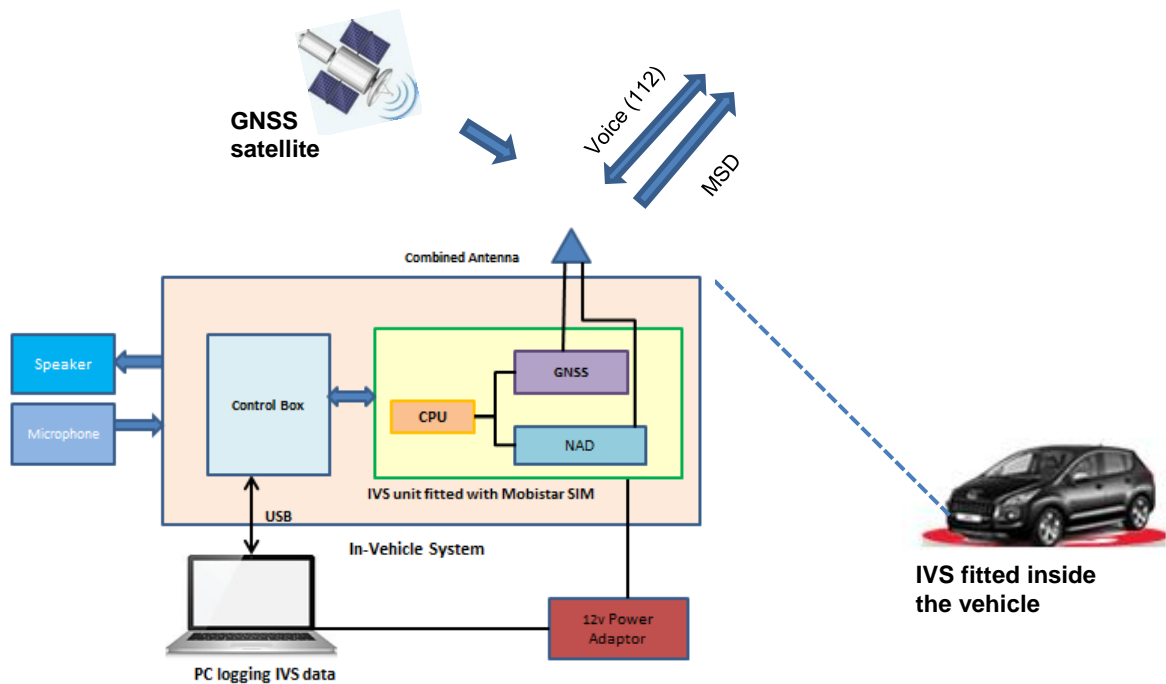 GNSS
satellite
Voice (112)
MSD
Combined Antenna
Speaker
Microphone
Control Box
GNSS
CPU
NAD
IVS unit fitted with Mobistar SIM
USB
In-Vehicle System
12v Power
Adaptor
PC logging IVS data
IVS fitted inside
the vehicle